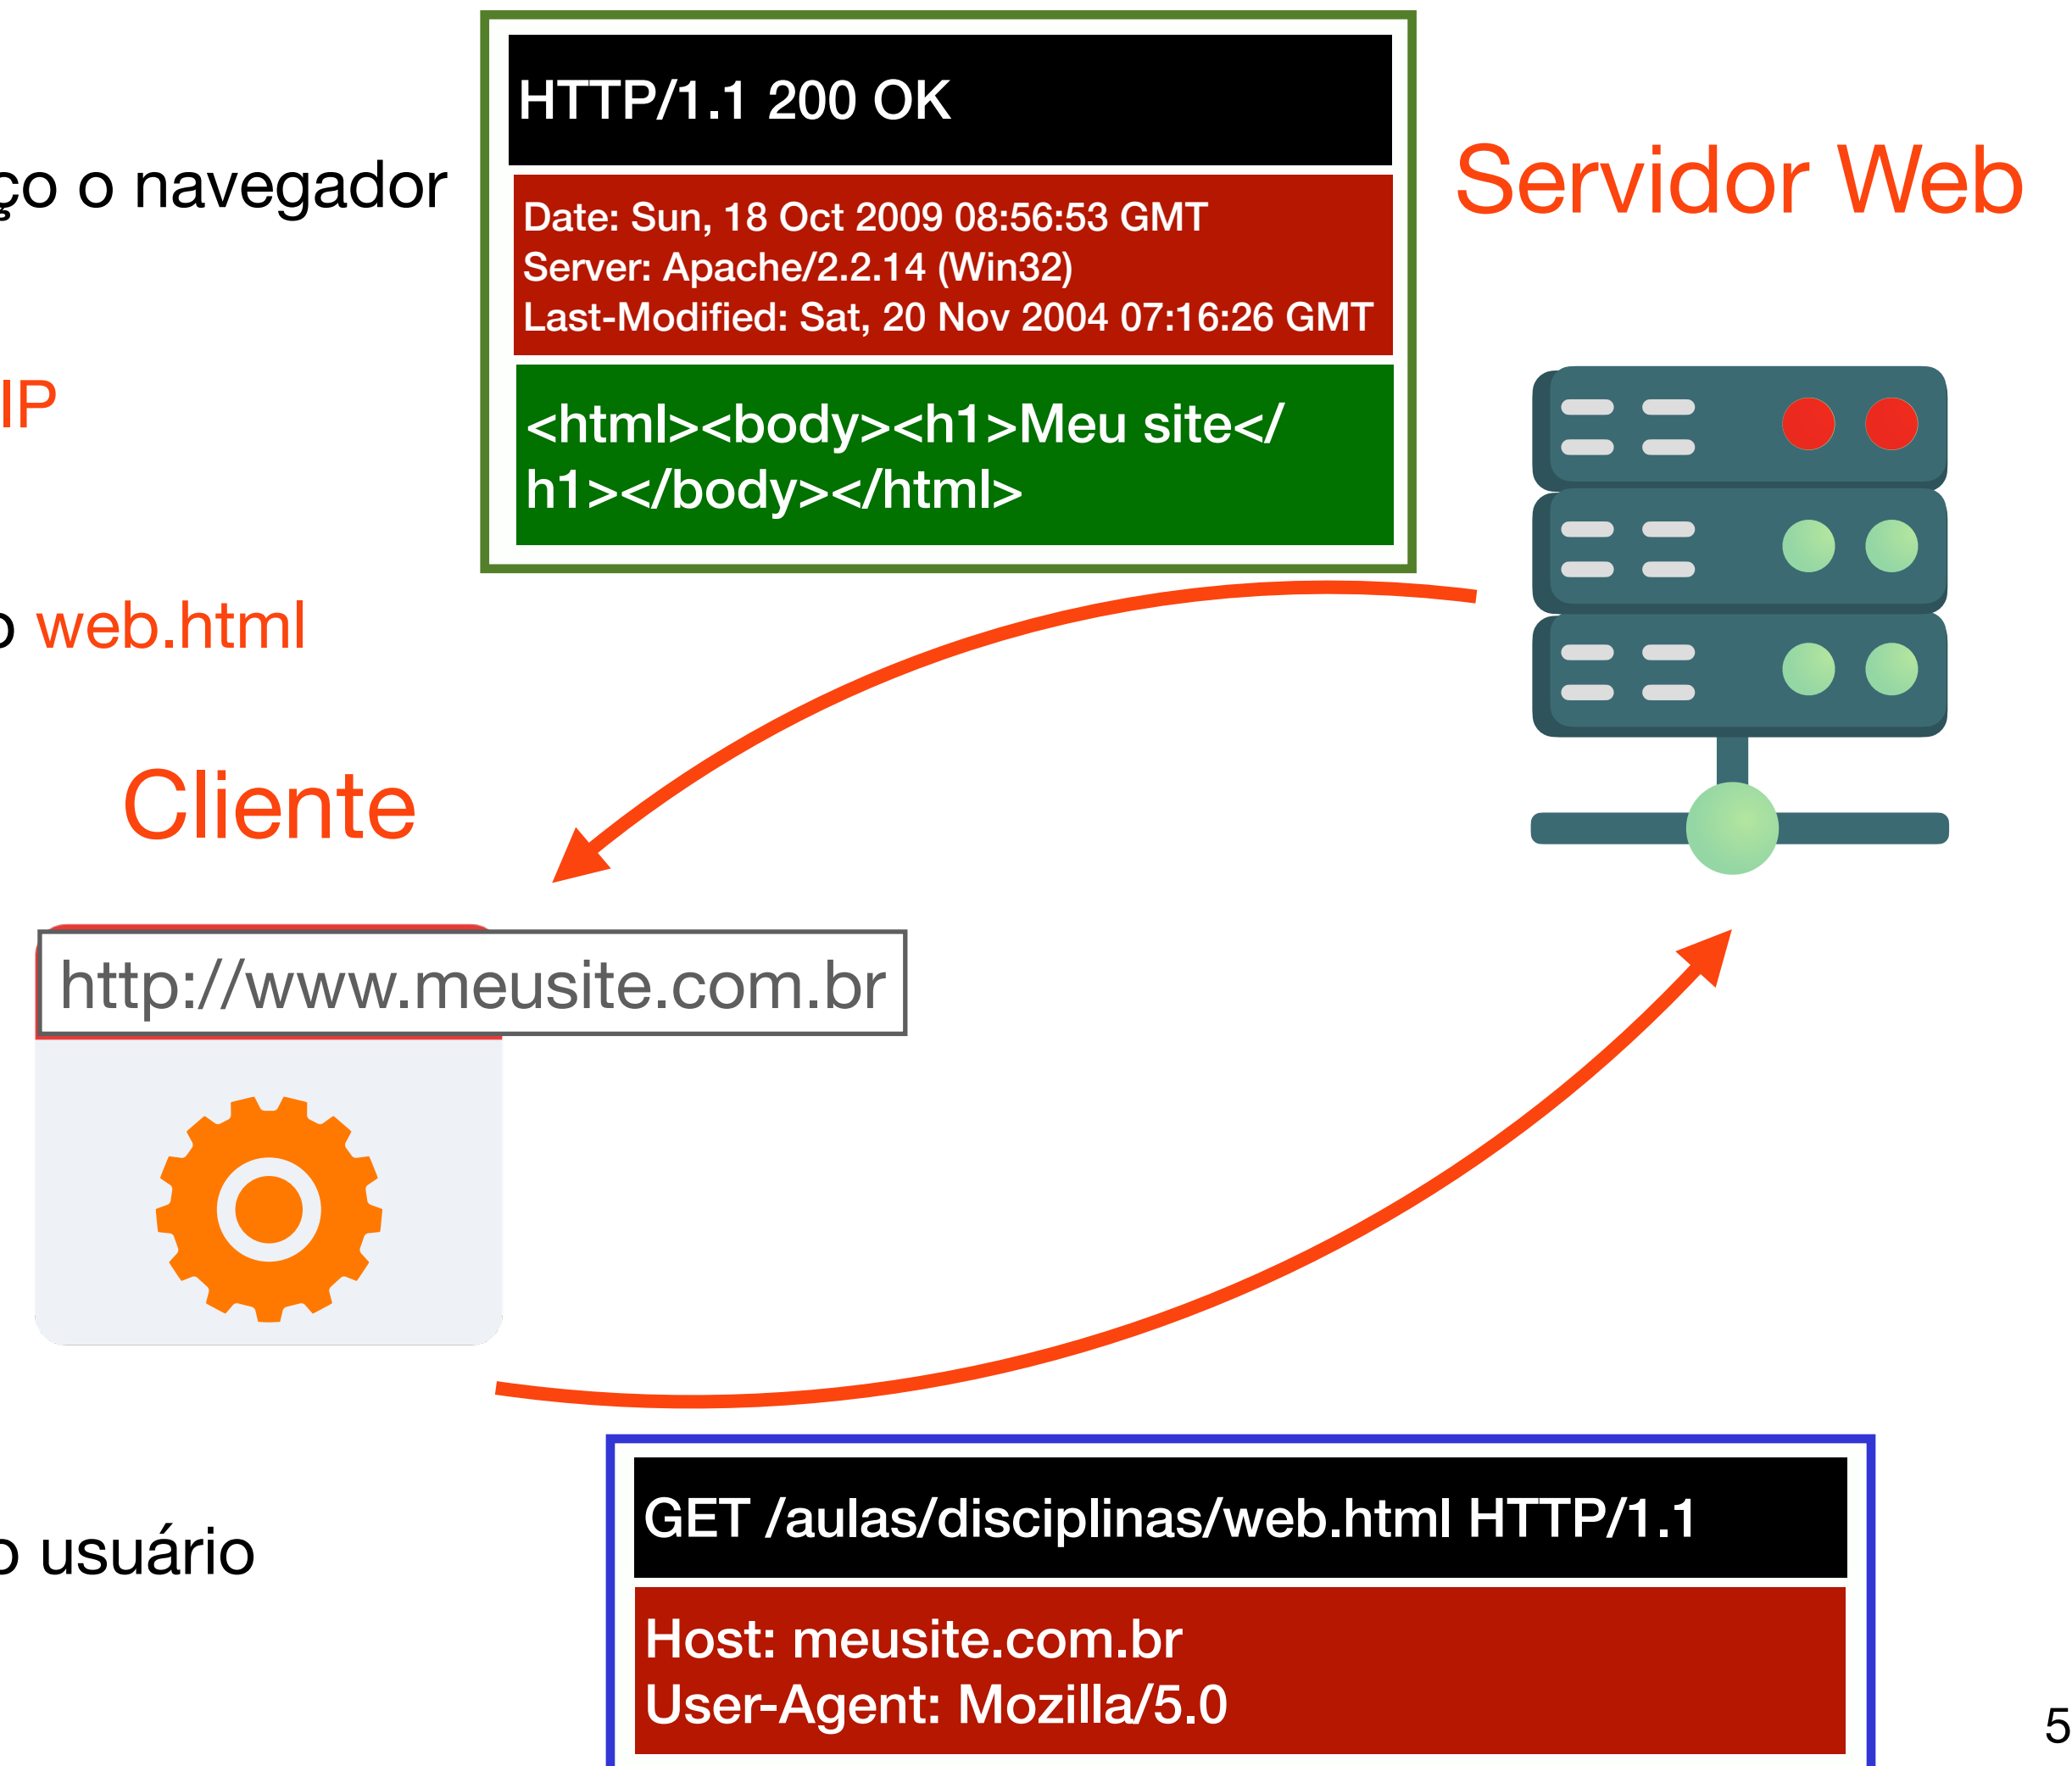 HTTP/1.1 200 OK
Date: Sun, 18 Oct 2009 08:56:53 GMT
Server: Apache/2.2.14 (Win32)
Last-Modified: Sat, 20 Nov 2004 07:16:26 GMT
<html><body><h1>Meu site</
h1></body></html>
Servidor Web
ço o navegador
IP
o web.html
Cliente
http://www.meusite.com.br
o usuário
GET /aulas/disciplinas/web.html HTTP/1.1
Host: meusite.com.br
User-Agent: Mozilla/5.0
5